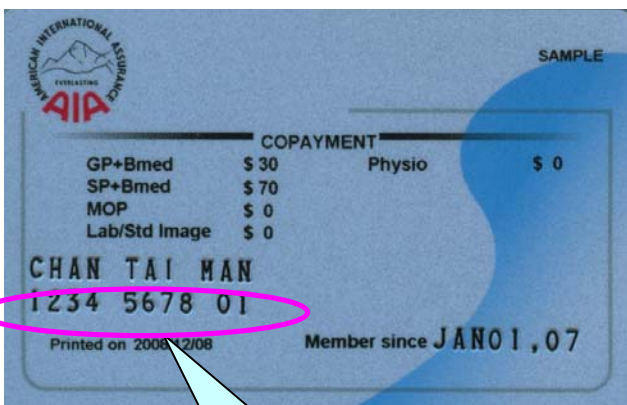 AMERICAN INTERNATIONAL ASSURANCE
EVERLASTING
AIA
SAMPLE
COPAYMENT
GP+Bmed $ 30 Physio $ 0
SP+Bmed $ 70
MOP $ 0
Lab/Std Image $ 0
CHAN TAI MAN
1234 5678 01
Printed on 2008/12/08 Member since JAN01,07